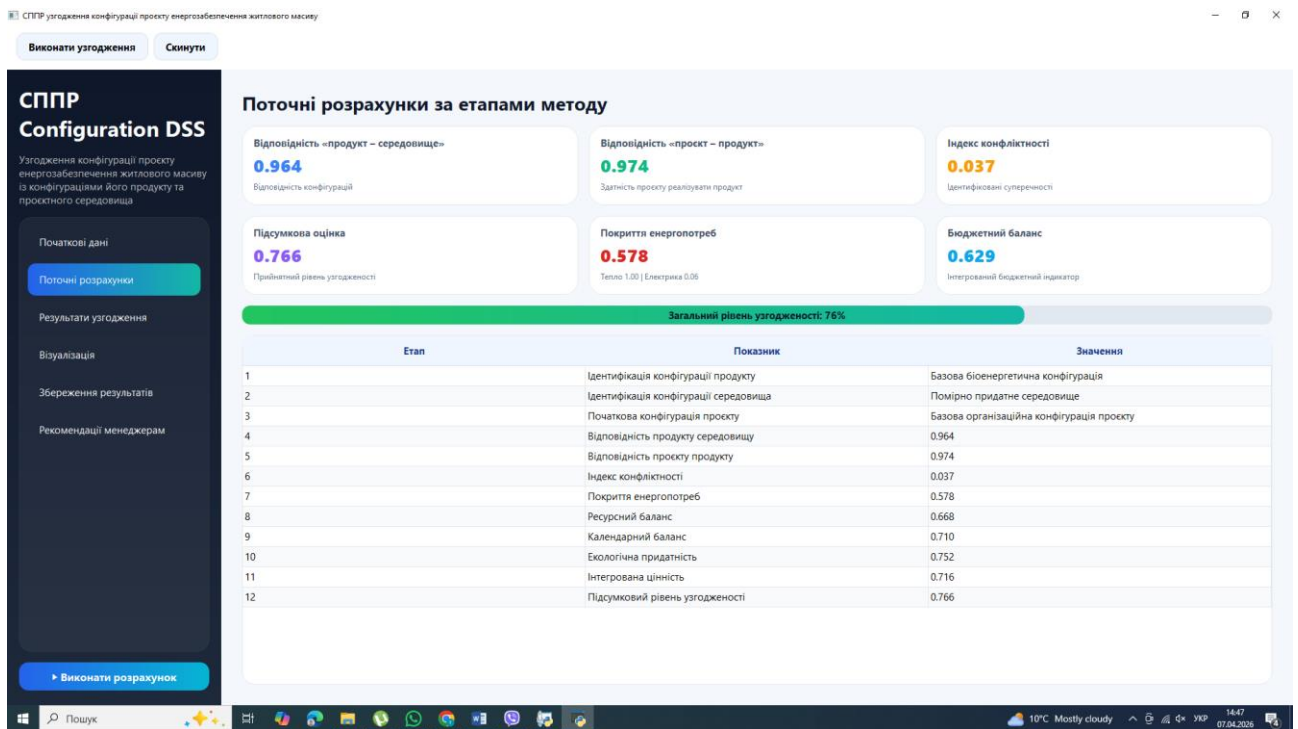 СППР узгодження конфігурації проєкту енергозабезпечення житлового масиву
Виконати узгодження
Скинути
СППР
Configuration DSS
Узгодження конфігурації проєкту
енергозабезпечення житлового масиву
із конфігураціями його продукту та
проєктного середовища
Початкові дані
Поточні розрахунки
Результати узгодження
Візуалізація
Збереження результатів
Рекомендації менеджерам
Виконати розрахунок
Поточні розрахунки за етапами методу
Відповідність «продукт – середовище»
0.964
Відповідність конфігурацій
Відповідність «проєкт – продукт»
0.974
Здатність проєкту реалізувати продукт
Індекс конфліктності
0.037
Ідентифіковані суперечності
Підсумкова оцінка
0.766
Прийнятний рівень узгодженості
Покриття енергопотреб
0.578
Тепло 1.00 | Електрика 0.06
Бюджетний баланс
0.629
Інтегрований бюджетний індикатор
Загальний рівень узгодженості: 76%
Етап Показник Значення
1 Ідентифікація конфігурації продукту Базова біоенергетична конфігурація
2 Ідентифікація конфігурації середовища Помірно придатне середовище
3 Початкова конфігурація проєкту Базова організаційна конфігурація проєкту
4 Відповідність продукту середовищу 0.964
5 Відповідність проєкту продукту 0.974
6 Індекс конфліктності 0.037
7 Покриття енергопотреб 0.578
8 Ресурсний баланс 0.668
9 Календарний баланс 0.710
10 Екологічна придатність 0.752
11 Інтегрована цінність 0.716
12 Підсумковий рівень узгодженості 0.766
Пошук
10°C Mostly cloudy
УКР
14:47
07.04.2026